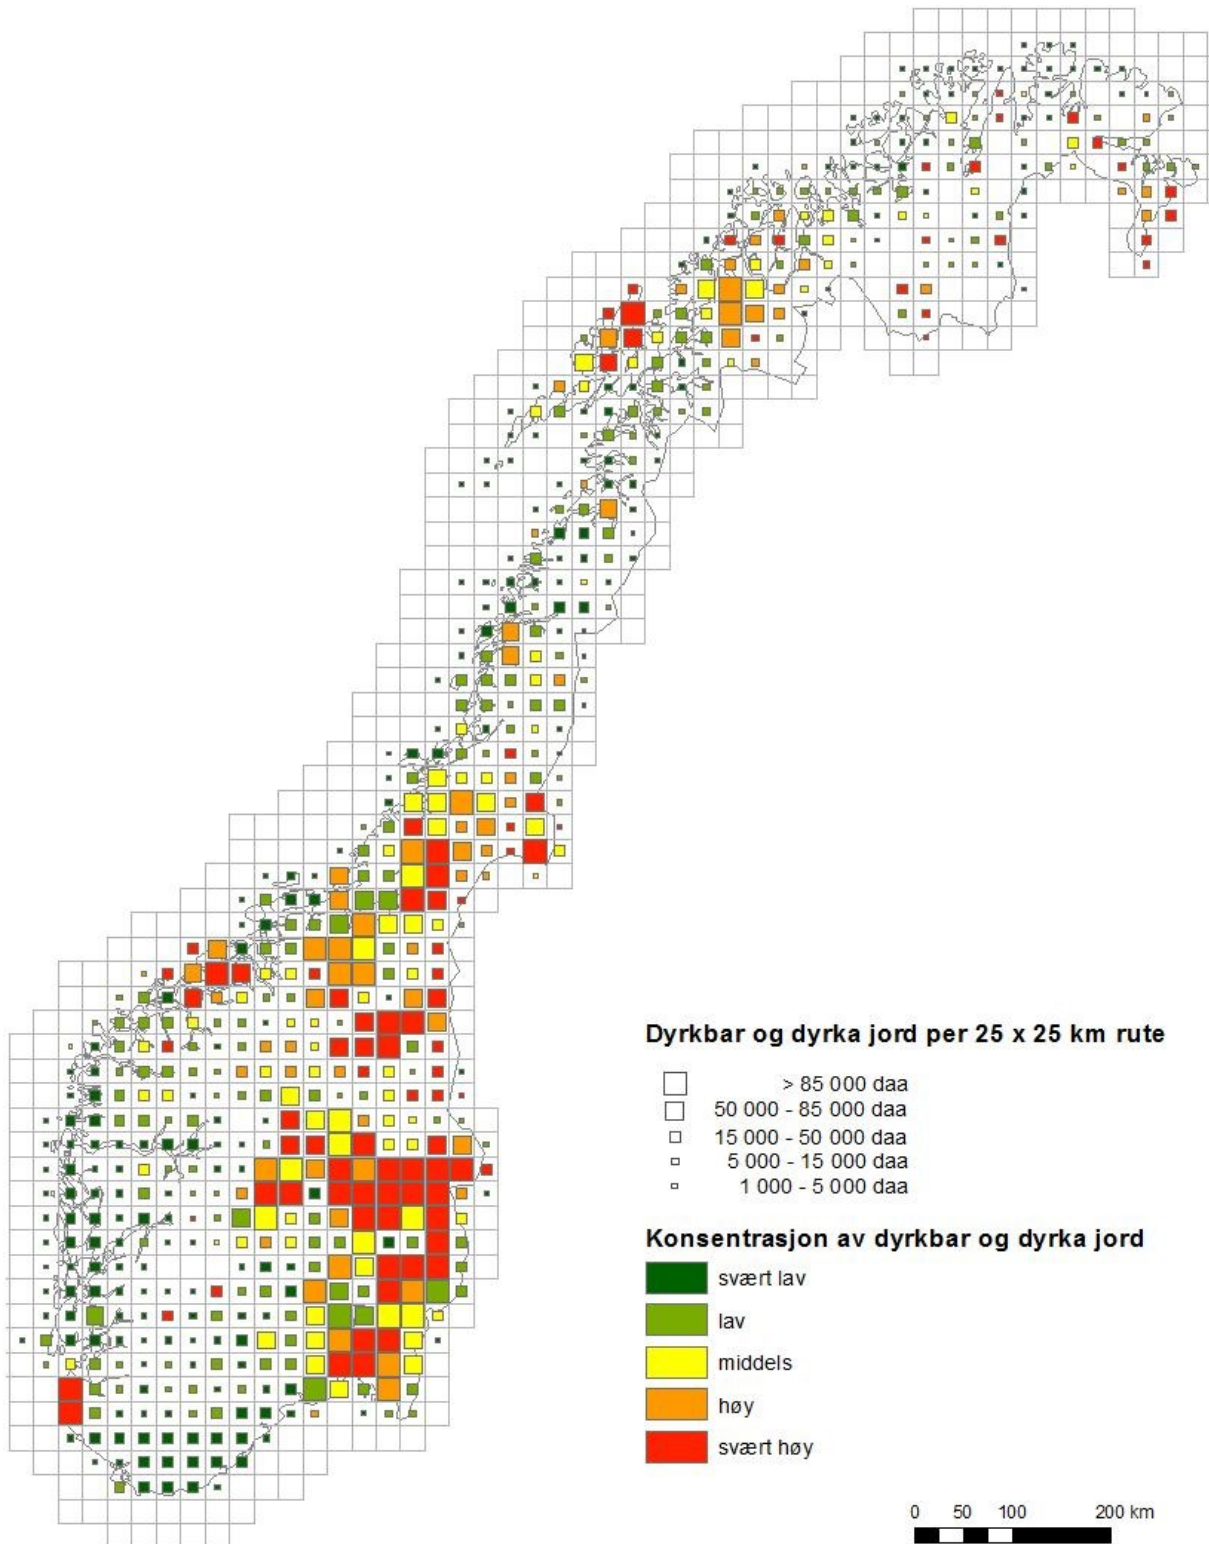 Dyrkbar og dyrka jord per 25 x 25 km rute
> 85 000 daa
50 000 - 85 000 daa
15 000 - 50 000 daa
5 000 - 15 000 daa
1 000 - 5 000 daa
Konsentrasjon av dyrkbar og dyrka jord
svært lav
lav
middels
høy
svært høy
0 50 100 200 km